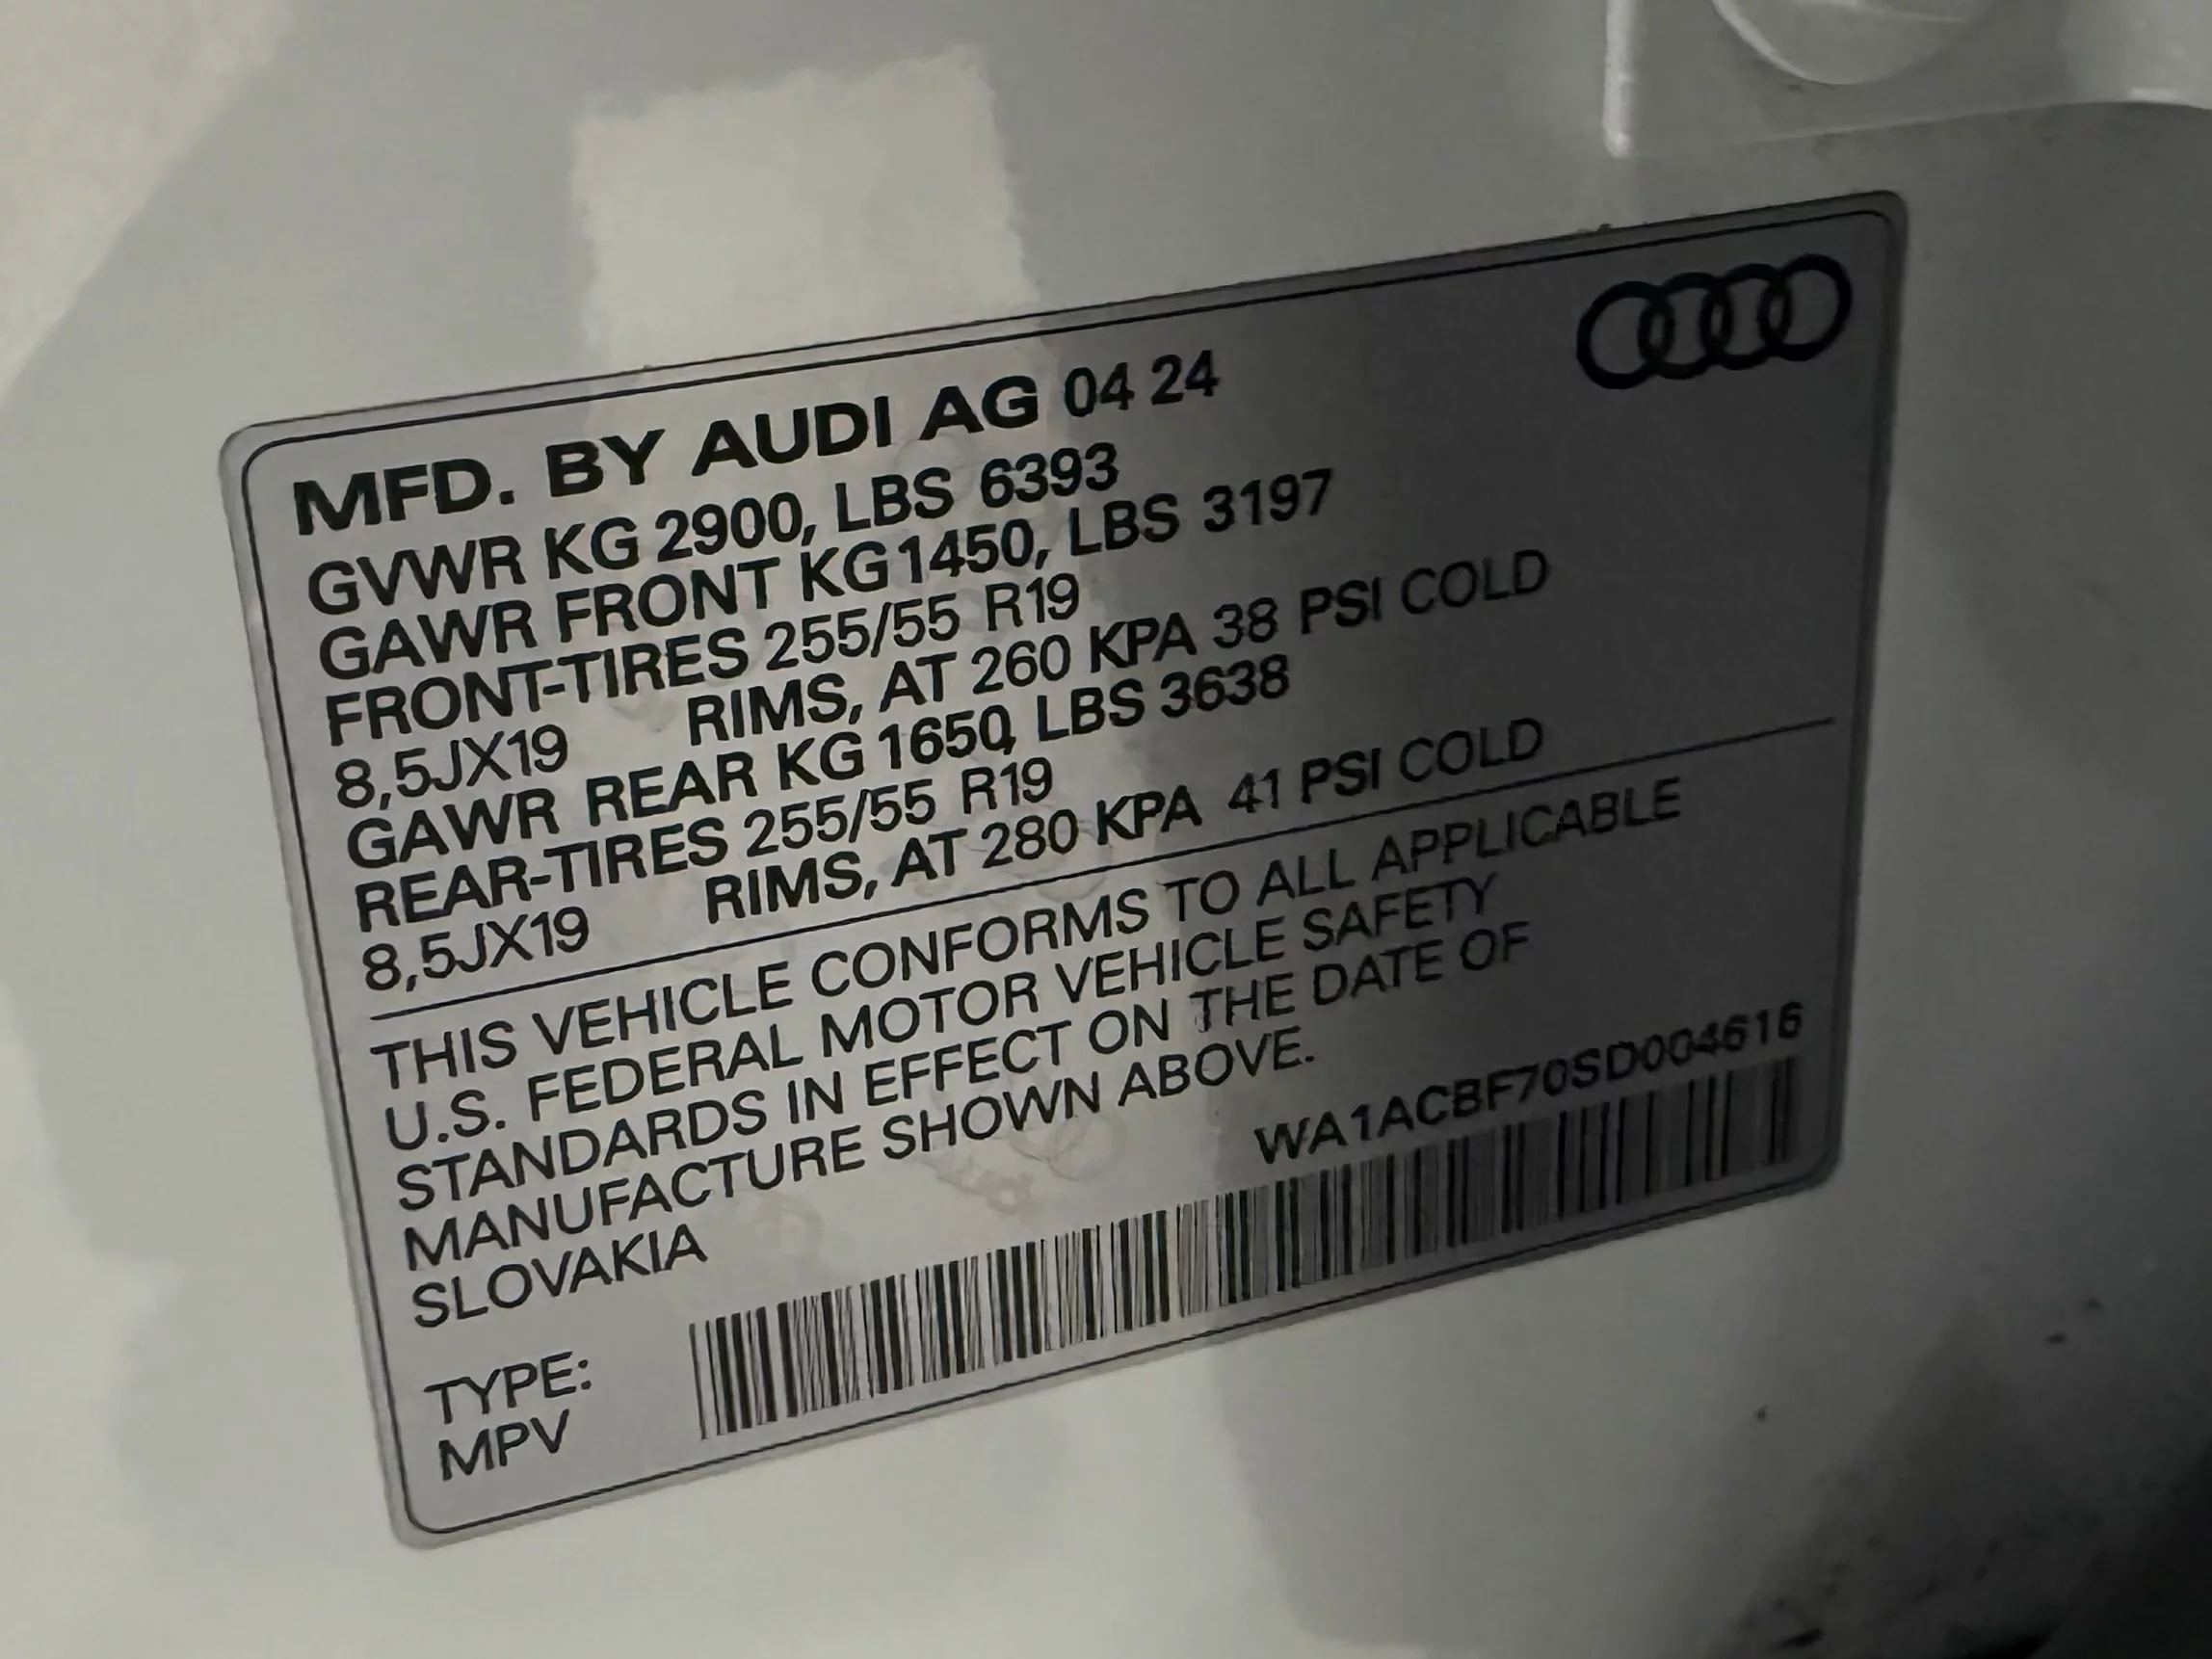 MFD. BY AUDI AG 04 24
GVWR KG 2900, LBS 6393
GAWR FRONT KG 1450, LBS 3197
FRONT-TIRES 255/55 R19
8,5JX19 RIMS, AT 260 KPA 38 PSI COLD
GAWR REAR KG 1650, LBS 3638
REAR-TIRES 255/55 R19
8,5JX19 RIMS, AT 280 KPA 41 PSI COLD
THIS VEHICLE CONFORMS TO ALL APPLICABLE
U.S. FEDERAL MOTOR VEHICLE SAFETY
STANDARDS IN EFFECT ON THE DATE OF
MANUFACTURE SHOWN ABOVE.
SLOVAKIA
WA1ACBF70SD004616
TYPE:
MPV